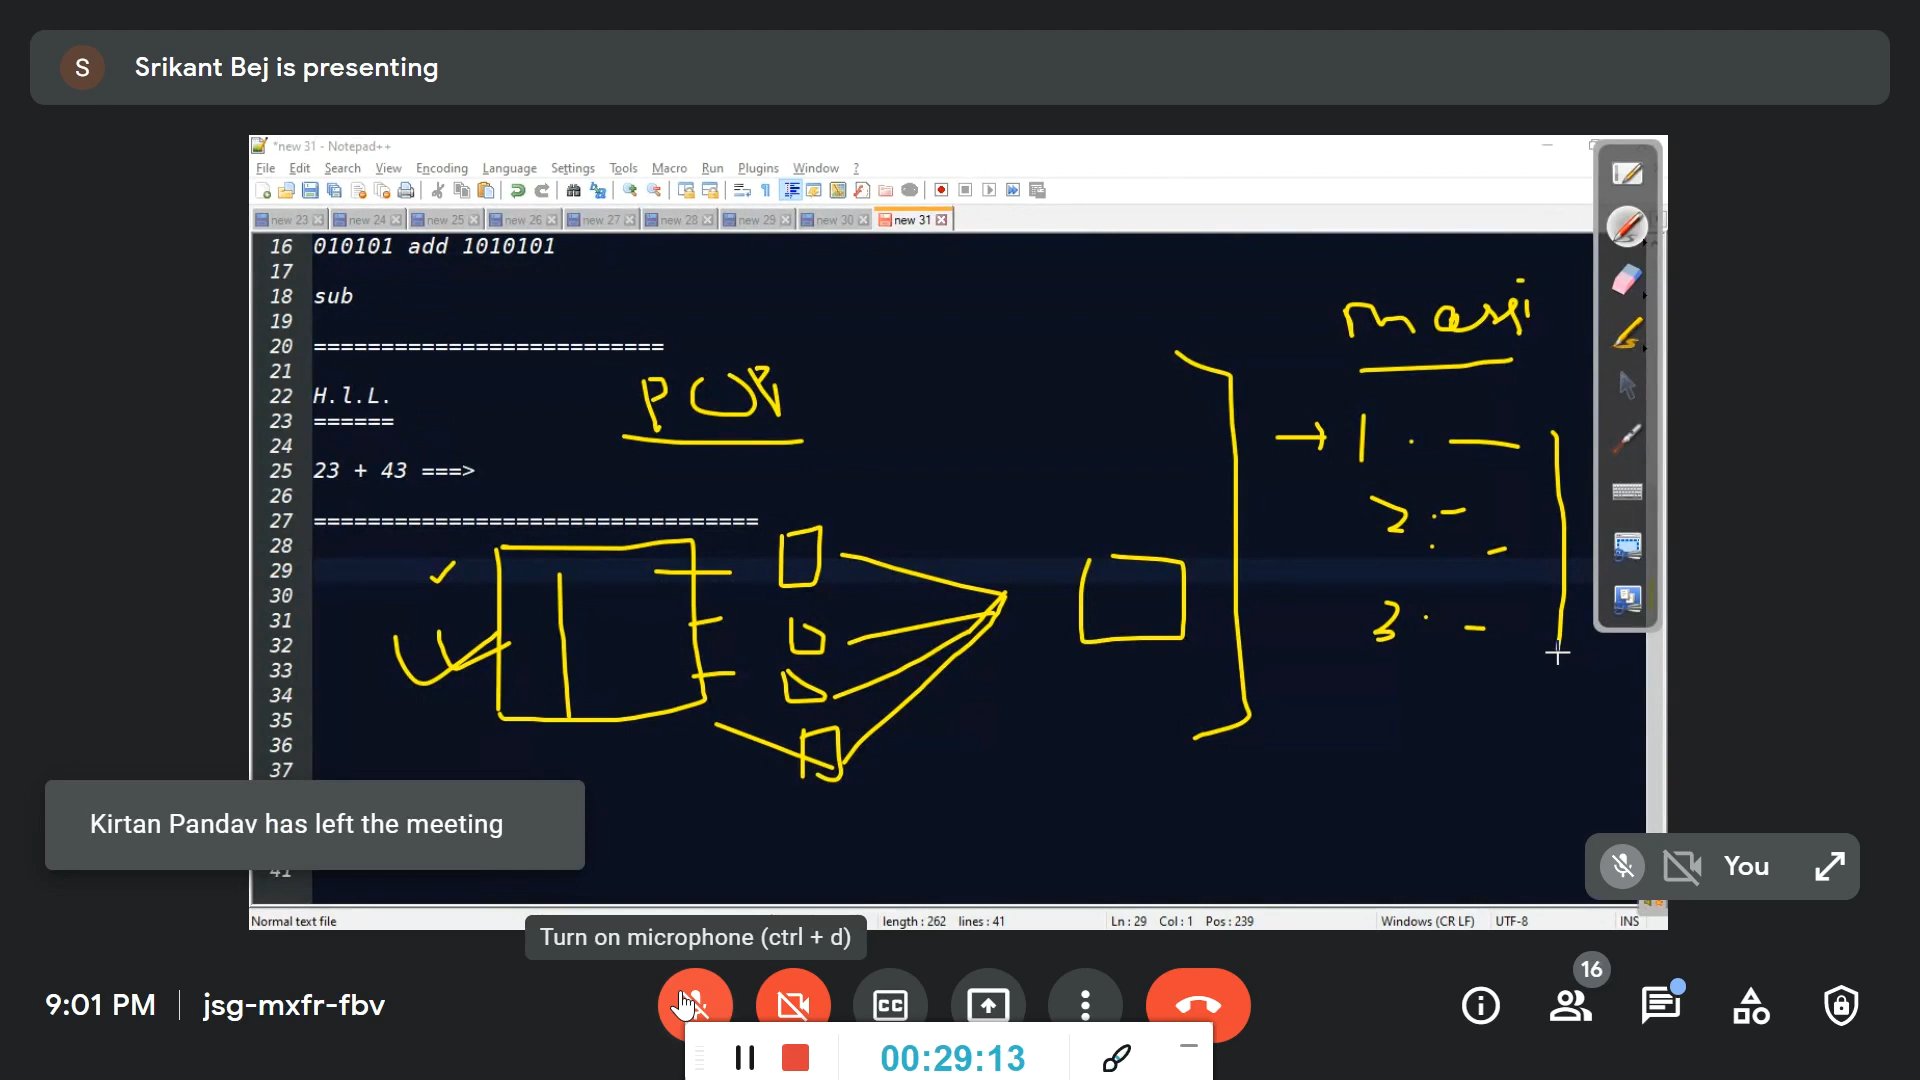 S Srikant Bej is presenting
*new 31 - Notepad++
File Edit Search View Encoding Language Settings Tools Macro Run Plugins Window ?
new 23 new 24 new 25 new 26 new 27 new 28 new 29 new 30 new 31
16 010101 add 1010101
17
18 sub
19
20 ==========================
21
22 H.l.L.
23 ======
24
25 23 + 43 ===>
26
27 =================================
28
29
30
31
32
33
34
35
36
37
41
1. —
2. -
3. -
Kirtan Pandav has left the meeting
You
Normal text file length : 262 lines : 41 Ln : 29 Col : 1 Pos : 239 Windows (CR LF) UTF-8 INS
Turn on microphone (ctrl + d)
16
9:01 PM jsg-mxfr-fbv
CC
00:29:13